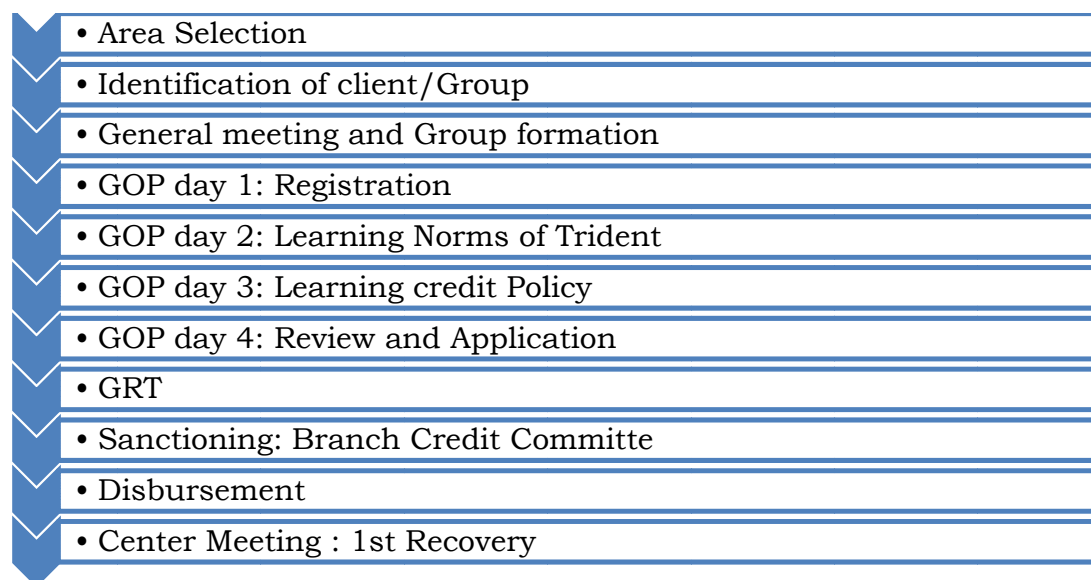 • Area Selection
• Identification of client/Group
• General meeting and Group formation
• GOP day 1: Registration
• GOP day 2: Learning Norms of Trident
• GOP day 3: Learning credit Policy
• GOP day 4: Review and Application
• GRT
• Sanctioning: Branch Credit Committe
• Disbursement
• Center Meeting : 1st Recovery